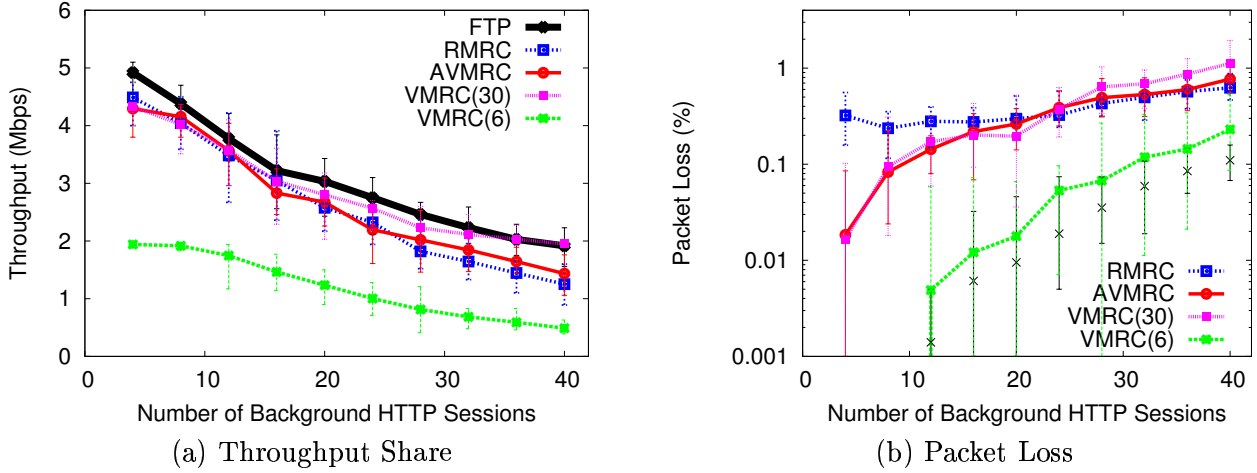 6
5
4
3
2
1
0
Throughput (Mbps)
FTP
RMRC
AVMRC
VMRC(30)
VMRC(6)
0
10
20
30
40
Number of Background HTTP Sessions
(a) Throughput Share
1
0.1
0.01
0.001
Packet Loss (%)
RMRC
AVMRC
VMRC(30)
VMRC(6)
0
10
20
30
40
Number of Background HTTP Sessions
(b) Packet Loss